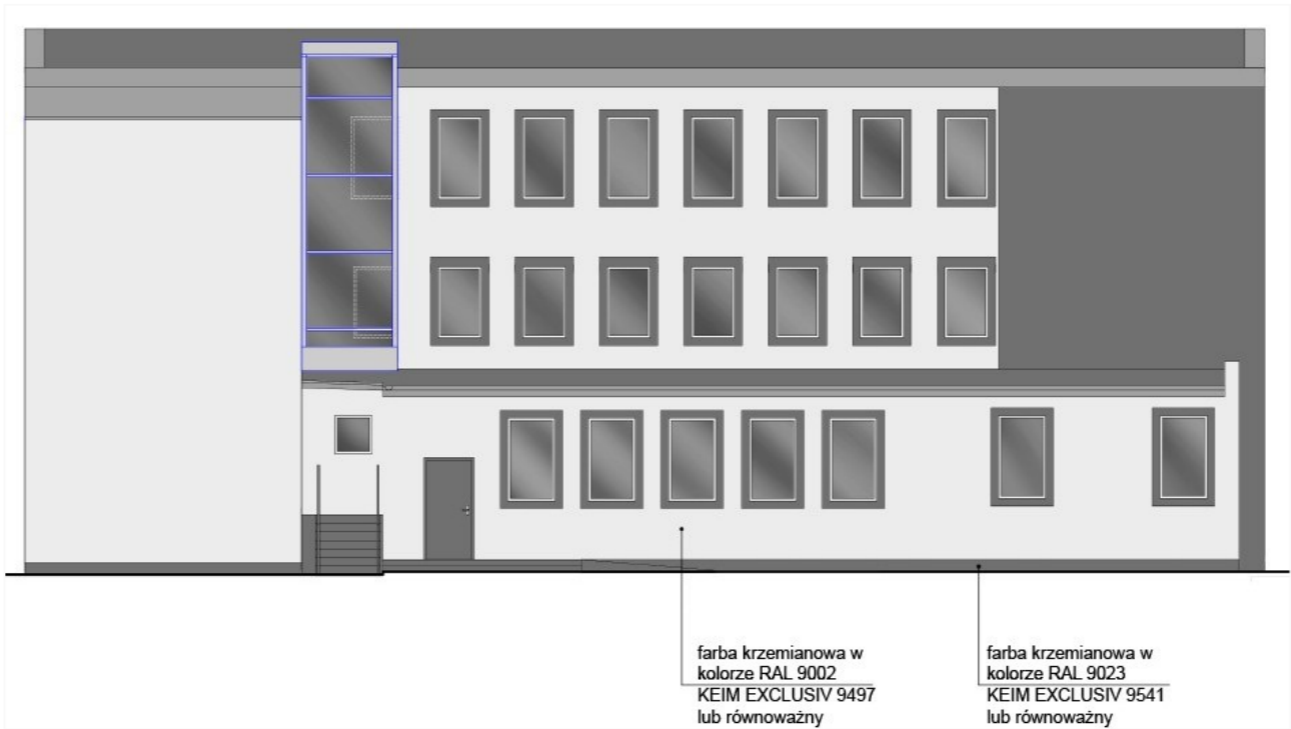 farba krzemianowa w
kolorze RAL 9002
KEIM EXCLUSIV 9497
lub równoważny
farba krzemianowa w
kolorze RAL 9023
KEIM EXCLUSIV 9541
lub równoważny